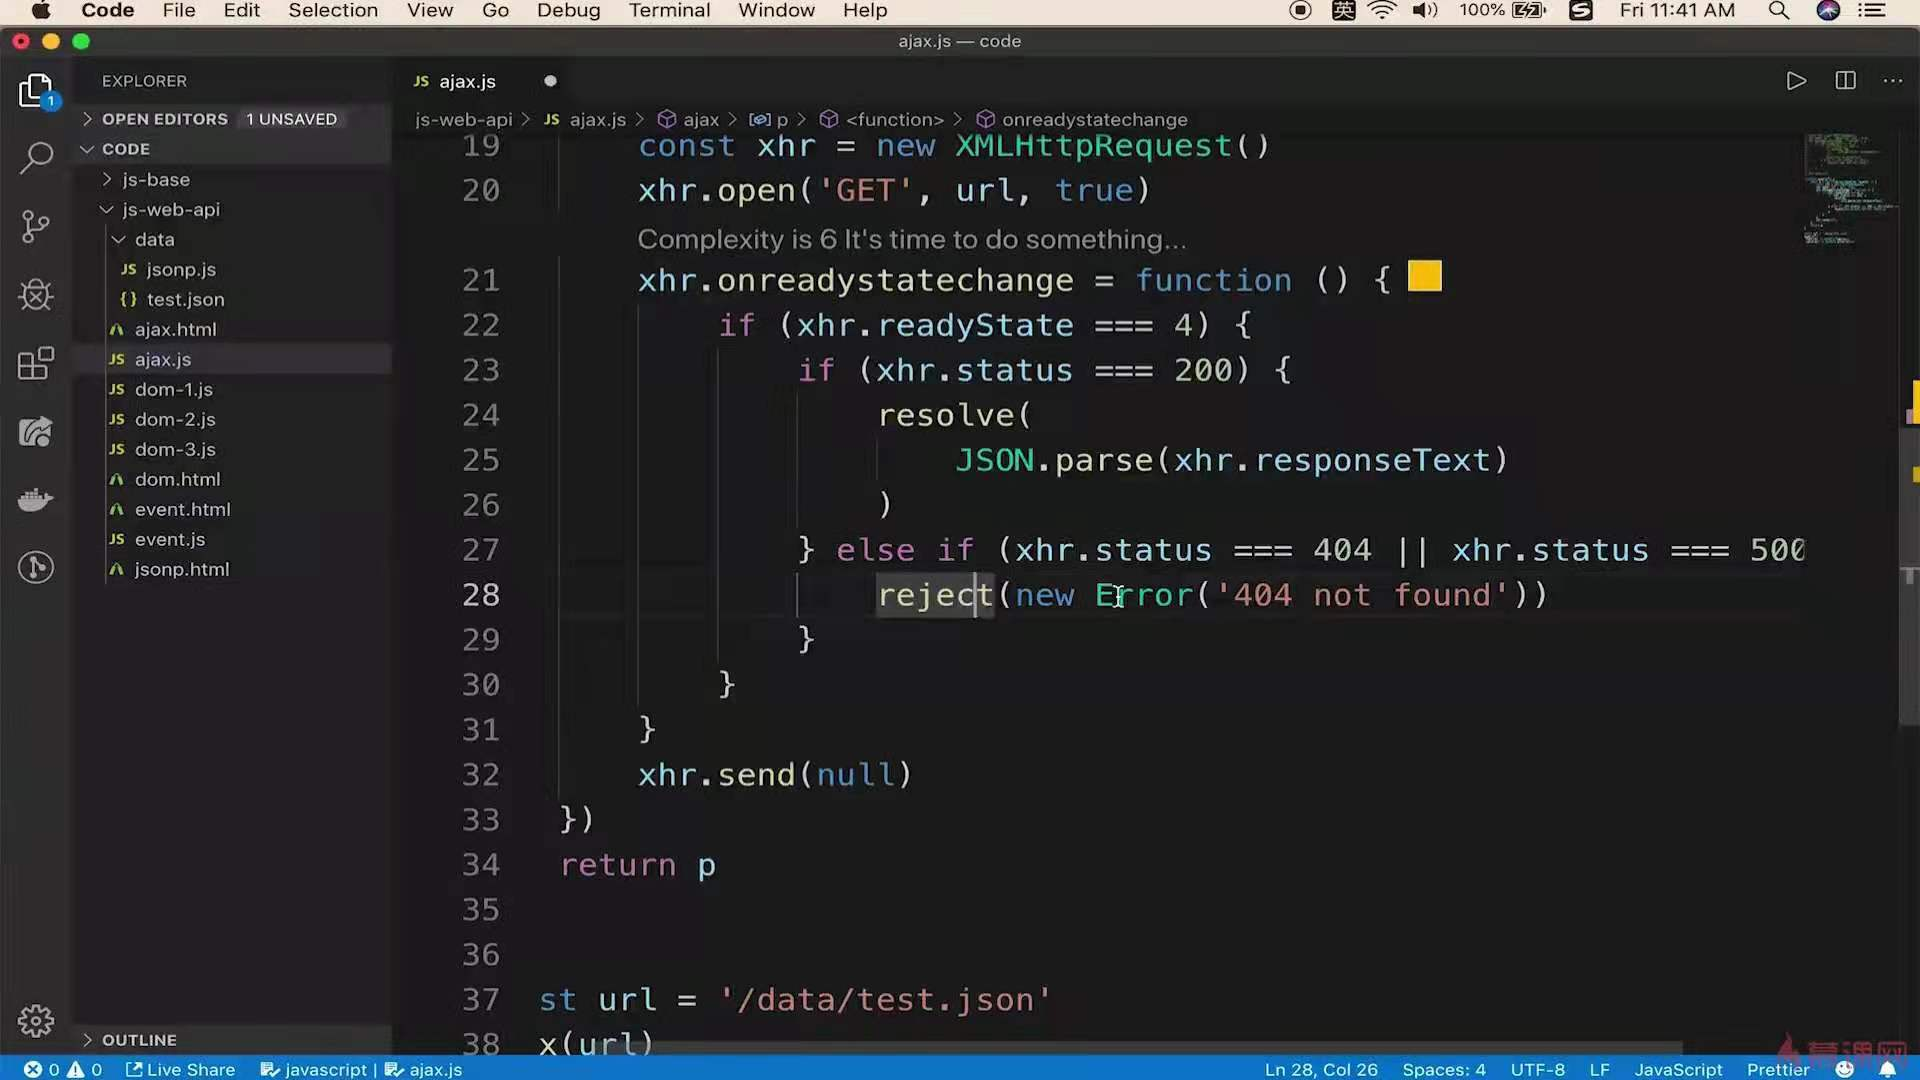 Code File Edit Selection View Go Debug Terminal Window Help
英 100% S Fri 11:41 AM
ajax.js — code
EXPLORER
OPEN EDITORS 1 UNSAVED
CODE
js-base
js-web-api
data
JS jsonp.js
{} test.json
ajax.html
JS ajax.js
JS dom-1.js
JS dom-2.js
JS dom-3.js
dom.html
event.html
JS event.js
jsonp.html
OUTLINE
1
JS ajax.js
js-web-api > JS ajax.js > ajax > p > <function> > onreadystatechange
19 const xhr = new XMLHttpRequest()
20 xhr.open('GET', url, true)
Complexity is 6 It's time to do something...
21 xhr.onreadystatechange = function () {
22 if (xhr.readyState === 4) {
23 if (xhr.status === 200) {
24 resolve(
25 JSON.parse(xhr.responseText)
26 )
27 } else if (xhr.status === 404 || xhr.status === 500
28 reject(new Error('404 not found'))
29 }
30 }
31 }
32 xhr.send(null)
33 })
34 return p
35
36
37 st url = '/data/test.json'
38 x(url)
慕课网
0 0 Live Share javascript | ajax.js Ln 28, Col 26 Spaces: 4 UTF-8 LF JavaScript Prettier